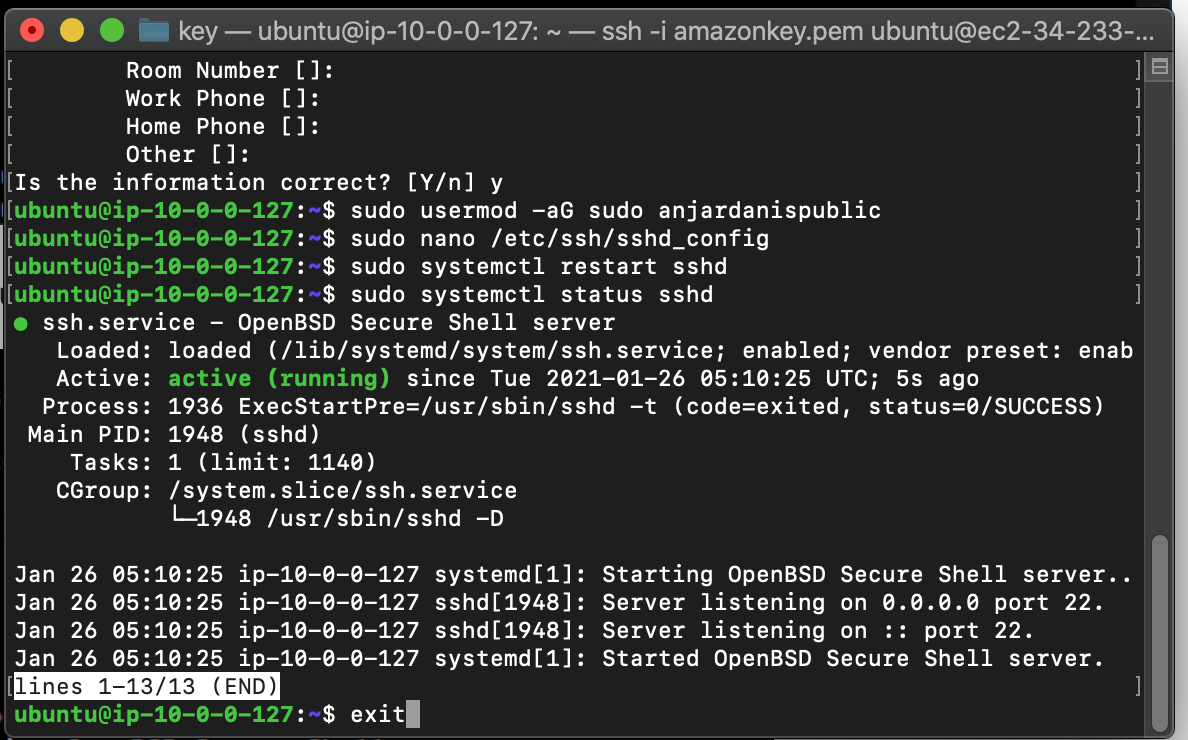 key — ubuntu@ip-10-0-0-127: ~ — ssh -i amazonkey.pem ubuntu@ec2-34-233-...
[        Room Number []:                                                         ]
[        Work Phone []:                                                          ]
[        Home Phone []:                                                          ]
[        Other []:                                                               ]
[Is the information correct? [Y/n] y                                             ]
[ubuntu@ip-10-0-0-127:~$ sudo usermod -aG sudo anjardanispublic                  ]
[ubuntu@ip-10-0-0-127:~$ sudo nano /etc/ssh/sshd_config                          ]
[ubuntu@ip-10-0-0-127:~$ sudo systemctl restart sshd                             ]
[ubuntu@ip-10-0-0-127:~$ sudo systemctl status sshd                              ]
● ssh.service - OpenBSD Secure Shell server
   Loaded: loaded (/lib/systemd/system/ssh.service; enabled; vendor preset: enab
   Active: active (running) since Tue 2021-01-26 05:10:25 UTC; 5s ago
  Process: 1936 ExecStartPre=/usr/sbin/sshd -t (code=exited, status=0/SUCCESS)
 Main PID: 1948 (sshd)
    Tasks: 1 (limit: 1140)
   CGroup: /system.slice/ssh.service
           └─1948 /usr/sbin/sshd -D

Jan 26 05:10:25 ip-10-0-0-127 systemd[1]: Starting OpenBSD Secure Shell server..
Jan 26 05:10:25 ip-10-0-0-127 sshd[1948]: Server listening on 0.0.0.0 port 22.
Jan 26 05:10:25 ip-10-0-0-127 sshd[1948]: Server listening on :: port 22.
Jan 26 05:10:25 ip-10-0-0-127 systemd[1]: Started OpenBSD Secure Shell server.
[lines 1-13/13 (END)                                                             ]
ubuntu@ip-10-0-0-127:~$ exit